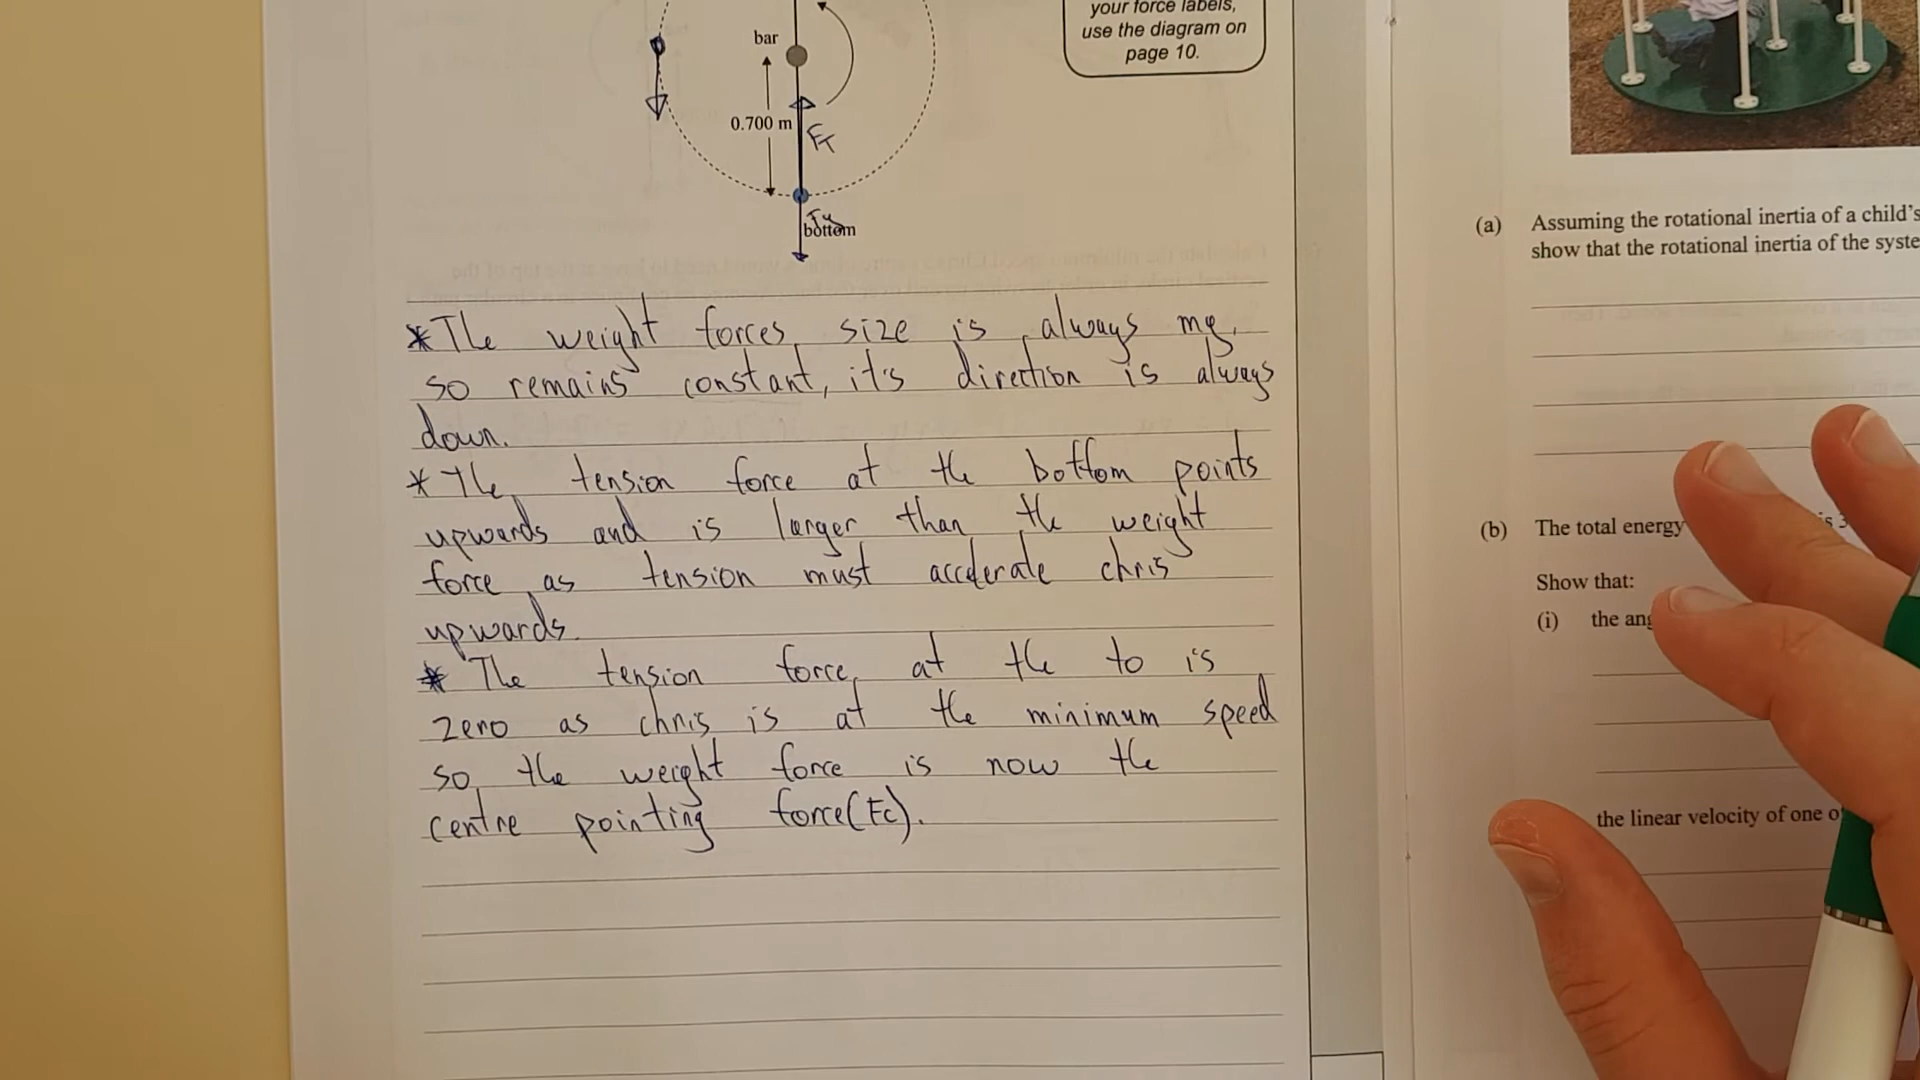 your force labels,
use the diagram on
page 10.
bar
0.700 m
FT
bottom
*The weight forces size is always mg,
so remains constant, it's direction is always
down.
* The tension force at the bottom points
upwards and is larger than the weight
force as tension must accelerate chris
upwards.
* The tension force at the to is
zero as chris is at the minimum speed
so the weight force is now the
centre pointing force(Fc).
(a) Assuming the rotational inertia of a child's
show that the rotational inertia of the syste
(b) The total energy is 3
Show that:
(i) the ang
the linear velocity of one o